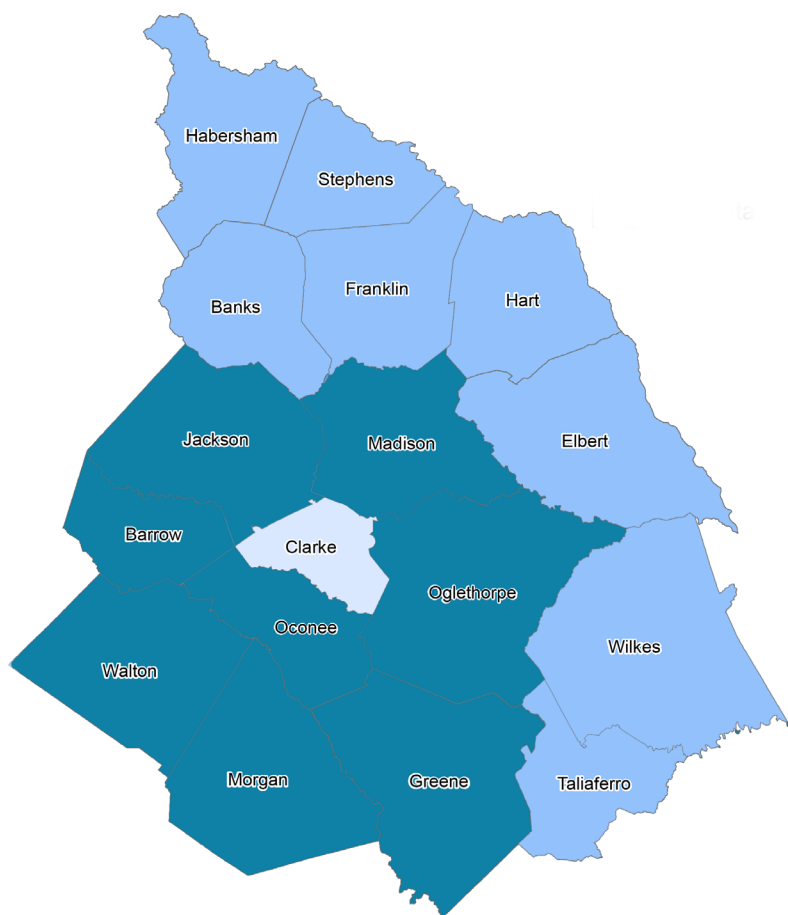 Habersham
Stephens
Franklin
Hart
Banks
Jackson
Madison
Elbert
Barrow
Clarke
Oglethorpe
Oconee
Wilkes
Walton
Morgan
Greene
Taliaferro